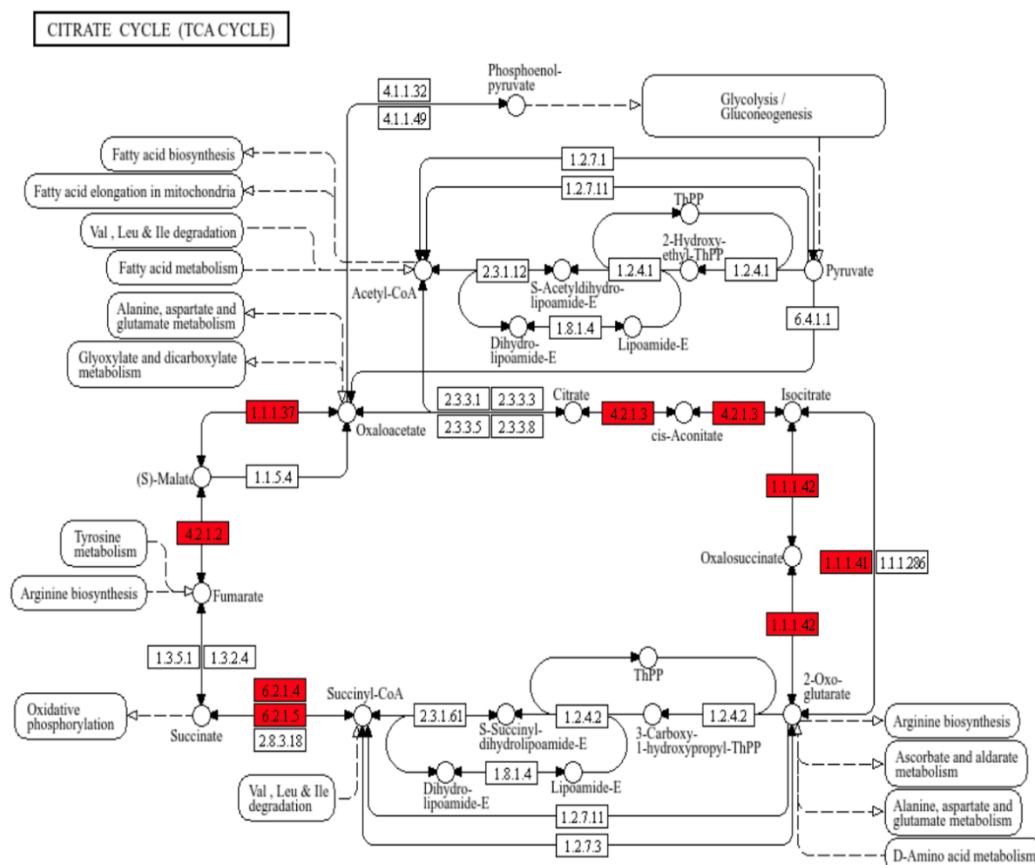 CITRATE CYCLE (TCA CYCLE)
Phosphoenol-
pyruvate
4.1.1.32
4.1.1.49
Glycolysis /
Gluconeogenesis
Fatty acid biosynthesis
Fatty acid elongation in mitochondria
Val , Leu & Ile degradation
Fatty acid metabolism
Alanine, aspartate and
glutamate metabolism
Glyoxylate and dicarboxylate
metabolism
1.2.7.1
1.2.7.11
ThPP
2-Hydroxy-
ethyl-ThPP
Acetyl-CoA
2.3.1.12
S-Acetyldihydro-
lipoamide-E
1.2.4.1
1.2.4.1
Pyruvate
Dihydro-
lipoamide-E
1.8.1.4
Lipoamide-E
6.4.1.1
1.1.1.37
Oxaloacetate
2.3.3.1
2.3.3.3
2.3.3.5
2.3.3.8
Citrate
4.2.1.3
cis-Aconitate
4.2.1.3
Isocitrate
(S)-Malate
1.1.5.4
1.1.1.42
4.2.1.2
Tyrosine
metabolism
Arginine biosynthesis
Fumarate
Oxalosuccinate
1.1.1.41
1.1.1.286
1.1.1.42
1.3.5.1
1.3.2.4
Oxidative
phosphorylation
Succinate
6.2.1.4
6.2.1.5
2.8.3.18
Succinyl-CoA
2.3.1.61
S-Succinyl-
dihydrolipoamide-E
ThPP
1.2.4.2
3-Carboxy-
1-hydroxypropyl-ThPP
1.2.4.2
2-Oxo-
glutarate
Dihydro-
lipoamide-E
1.8.1.4
Lipoamide-E
Val , Leu & Ile
degradation
1.2.7.11
1.2.7.3
Arginine biosynthesis
Ascorbate and aldarate
metabolism
Alanine, aspartate and
glutamate metabolism
D-Amino acid metabolism